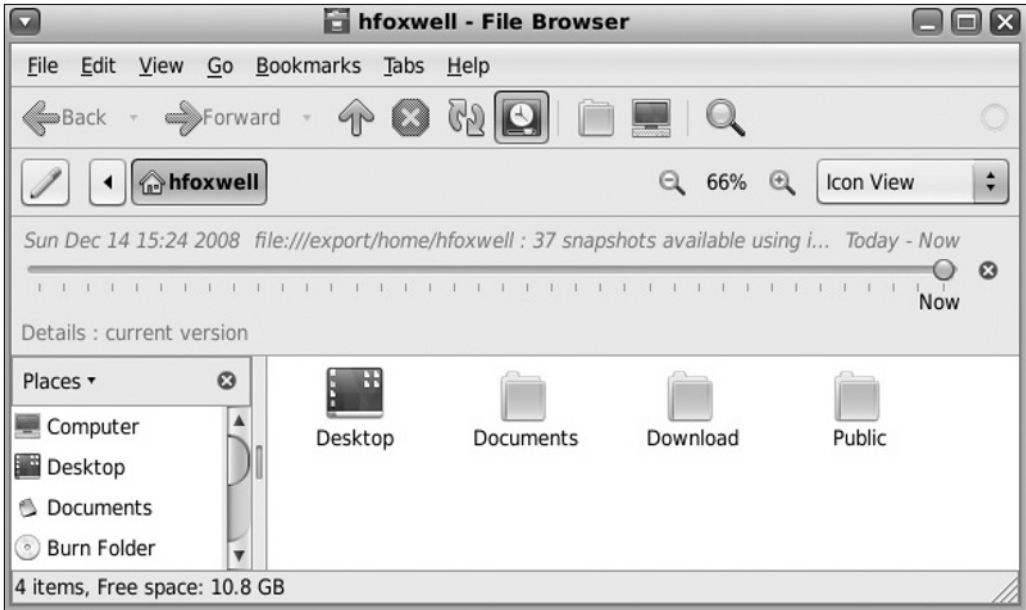 hfoxwell - File Browser
File Edit View Go Bookmarks Tabs Help
Back Forward
hfoxwell 66% Icon View
Sun Dec 14 15:24 2008 file:///export/home/hfoxwell : 37 snapshots available using i... Today - Now
Now
Details : current version
Places
Computer
Desktop
Documents
Burn Folder
Desktop Documents Download Public
4 items, Free space: 10.8 GB